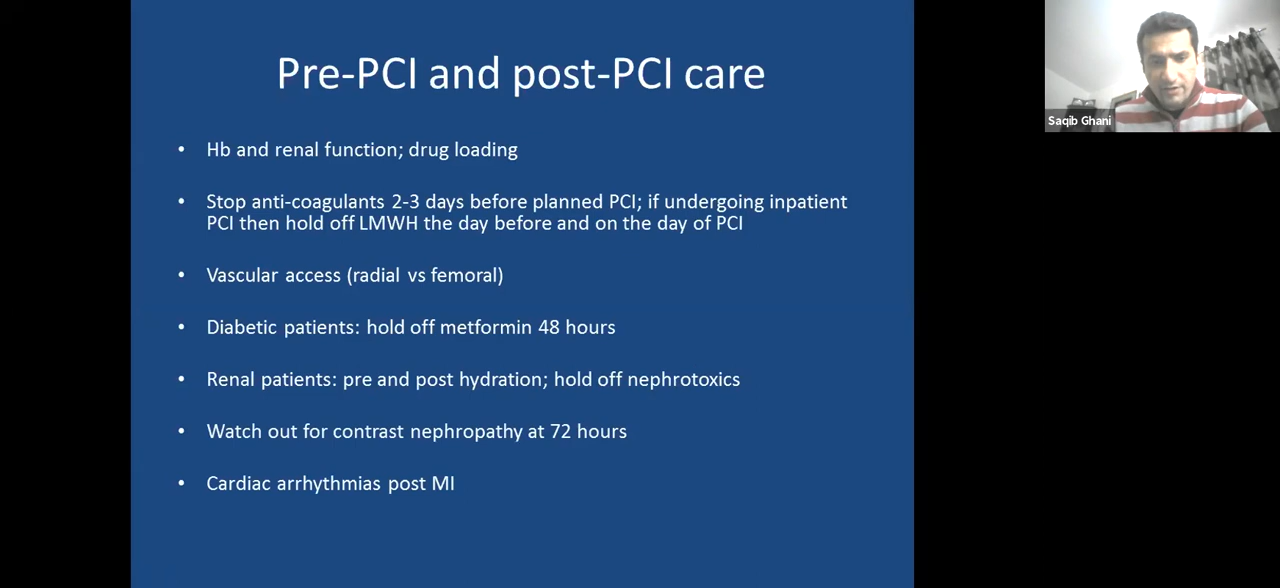 Pre-PCI and post-PCI care
• Hb and renal function; drug loading
• Stop anti-coagulants 2-3 days before planned PCI; if undergoing inpatient
PCI then hold off LMWH the day before and on the day of PCI
• Vascular access (radial vs femoral)
• Diabetic patients: hold off metformin 48 hours
• Renal patients: pre and post hydration; hold off nephrotoxics
• Watch out for contrast nephropathy at 72 hours
• Cardiac arrhythmias post MI
Saqib Ghani